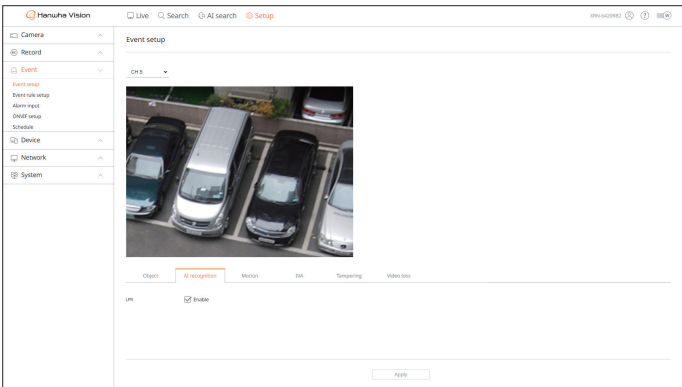 Hanwha Vision
Live
Search
AI search
Setup
XRN-6420RB2
Camera
Record
Event
Event setup
Event rule setup
Alarm input
ONVIF setup
Schedule
Device
Network
System
Event setup
CH 5
Object
AI recognition
Motion
IVA
Tampering
Video loss
LPR
Enable
Apply